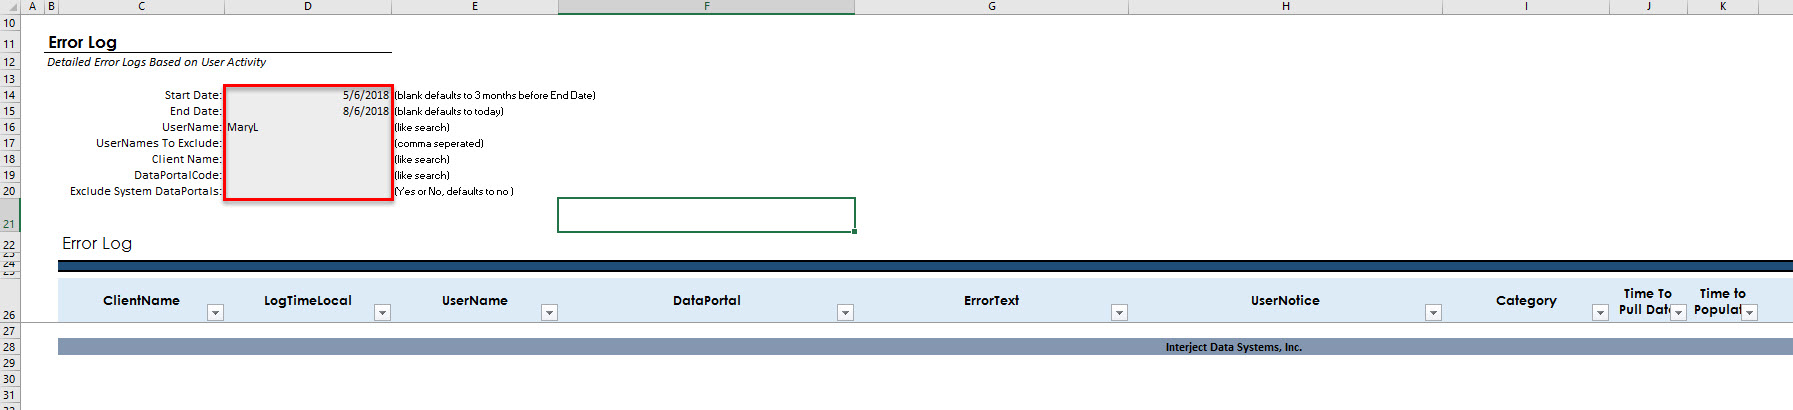 A B C D E F G H I J K
10
11 Error Log
12 Detailed Error Logs Based on User Activity
13
14 Start Date: 5/6/2018 (blank defaults to 3 months before End Date)
15 End Date: 8/6/2018 (blank defaults to today)
16 UserName: MaryL (like search)
17 UserNames To Exclude: (comma seperated)
18 Client Name: (like search)
19 DataPortalCode: (like search)
20 Exclude System DataPortals: (Yes or No, defaults to no )
21
22 Error Log
23
24
25
26 ClientName LogTimeLocal UserName DataPortal ErrorText UserNotice Category Time To Pull Dat Time to Populat
27
28 Interject Data Systems, Inc.
29
30
31